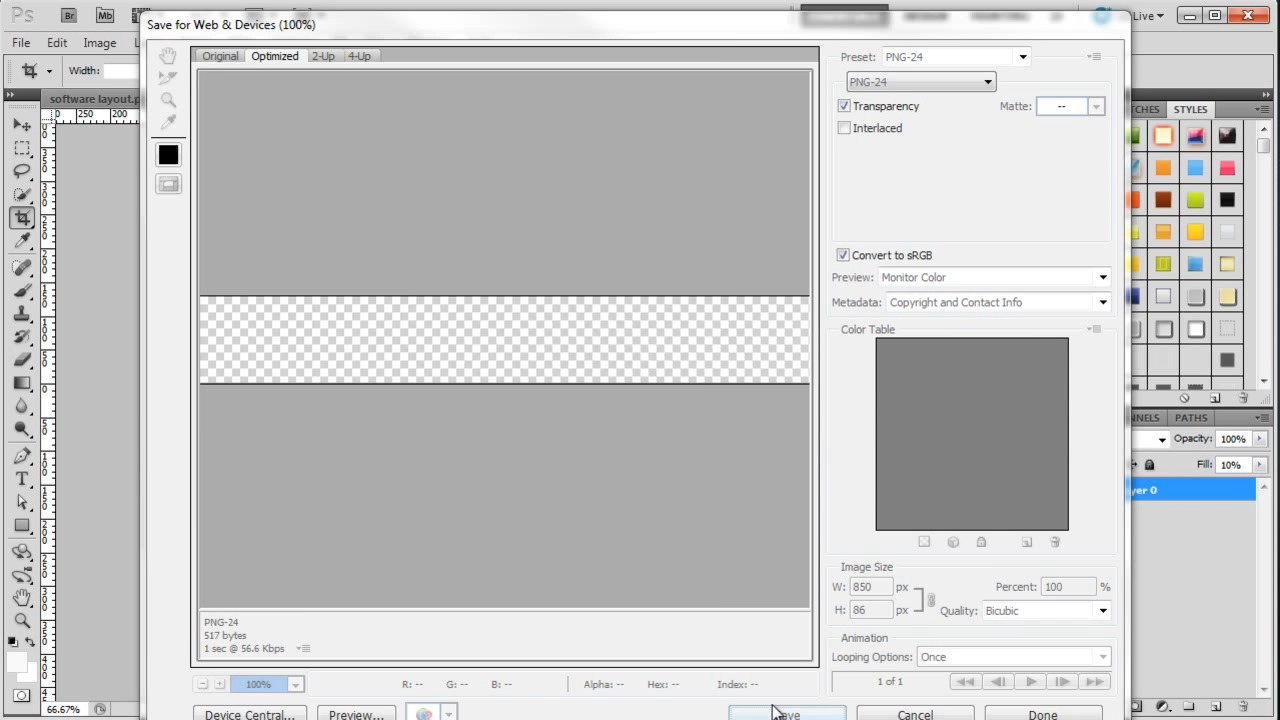 Ps Br Mb Live
Save for Web & Devices (100%)
File Edit Image
Width:
software layout.p
250 200
Original Optimized 2-Up 4-Up
Preset: PNG-24
PNG-24
Transparency Matte: --
Interlaced
Convert to sRGB
Preview: Monitor Color
Metadata: Copyright and Contact Info
Color Table
Image Size
W: 850 px Percent: 100 %
H: 86 px Quality: Bicubic
Animation
Looping Options: Once
1 of 1
PNG-24
517 bytes
1 sec @ 56.6 Kbps
100% R: -- G: -- B: -- Alpha: -- Hex: -- Index: --
Device Central... Preview... Cancel Done
TCHES STYLES
NNELS PATHS
Opacity: 100%
Fill: 10%
yer 0
66.67%